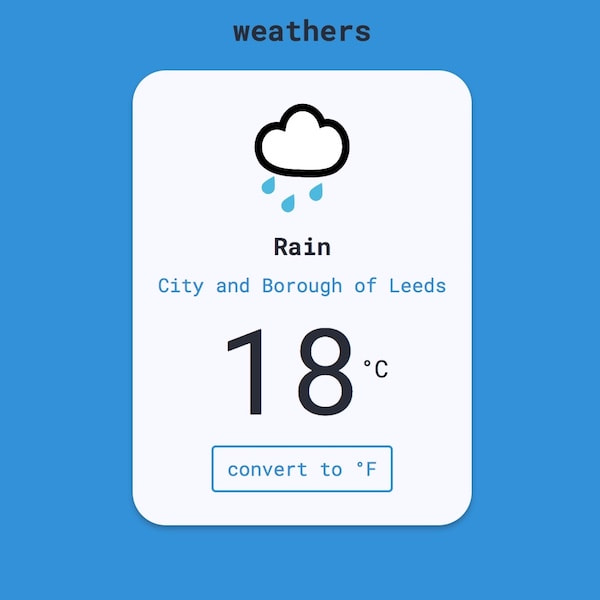 weathers
Rain
City and Borough of Leeds
18 °C
convert to °F